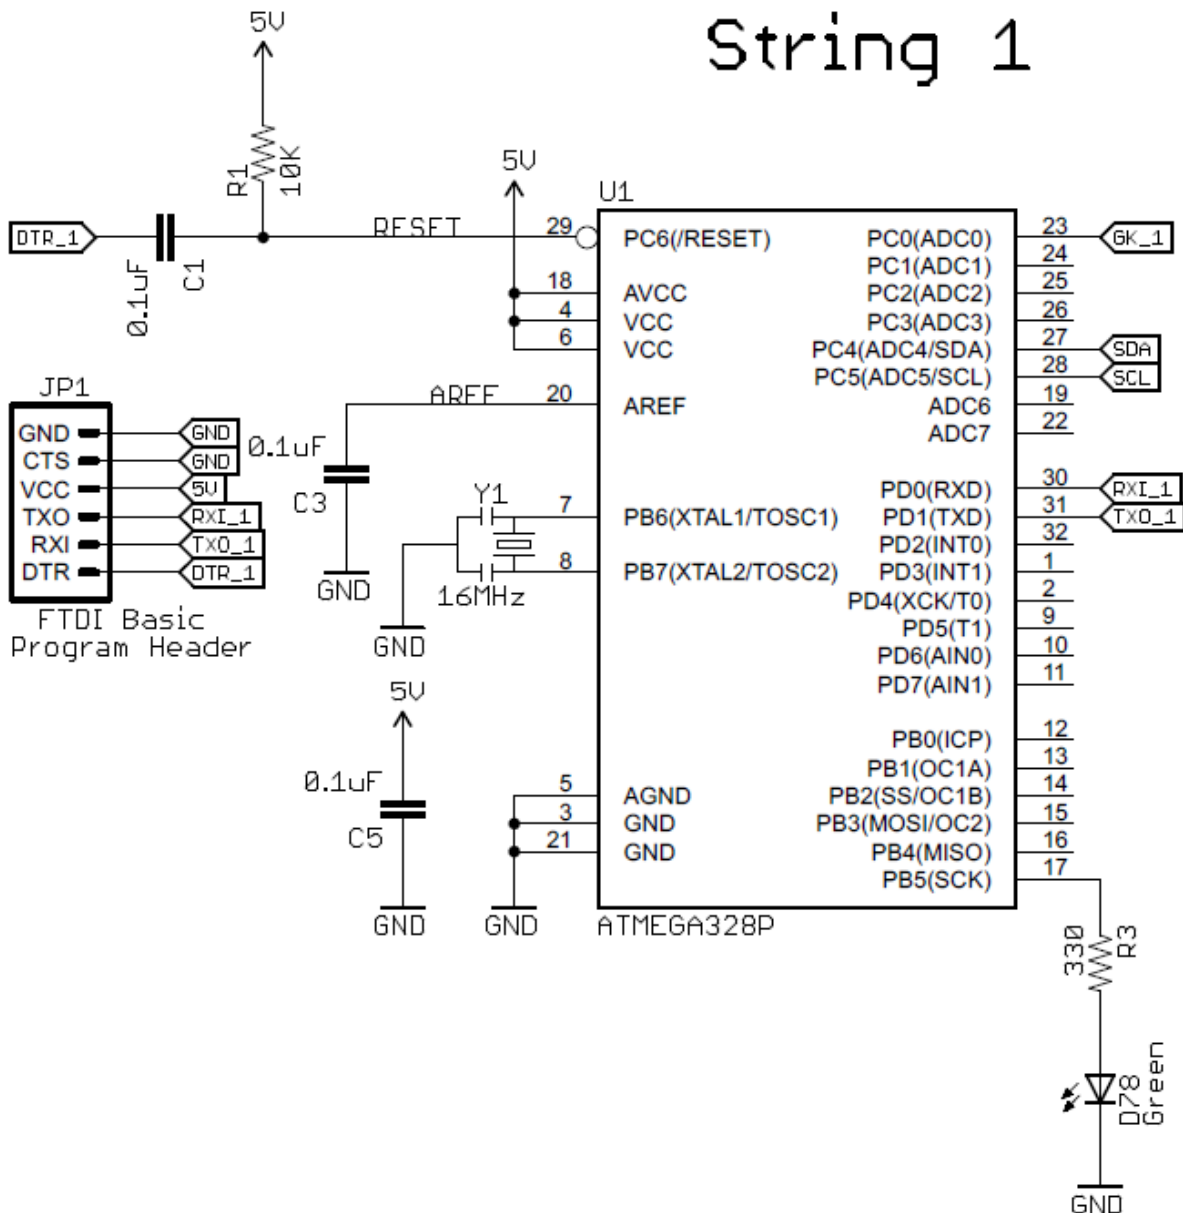 String 1
5V
R1
10K
DTR_1
0.1uF
C1
RESET
5V
U1
29 PC6(/RESET)
18 AVCC
4 VCC
6 VCC
AREF 20 AREF
7 PB6(XTAL1/TOSC1)
8 PB7(XTAL2/TOSC2)
5 AGND
3 GND
21 GND
PC0(ADC0) 23 GK_1
PC1(ADC1) 24
PC2(ADC2) 25
PC3(ADC3) 26
PC4(ADC4/SDA) 27 SDA
PC5(ADC5/SCL) 28 SCL
ADC6 19
ADC7 22
PD0(RXD) 30 RXI_1
PD1(TXD) 31 TXO_1
PD2(INT0) 32
PD3(INT1) 1
PD4(XCK/T0) 2
PD5(T1) 9
PD6(AIN0) 10
PD7(AIN1) 11
PB0(ICP) 12
PB1(OC1A) 13
PB2(SS/OC1B) 14
PB3(MOSI/OC2) 15
PB4(MISO) 16
PB5(SCK) 17
ATMEGA328P
JP1
GND GND
CTS GND
VCC 5V
TXO RXI_1
RXI TXO_1
DTR DTR_1
FTDI Basic
Program Header
0.1uF
C3
GND
Y1
16MHz
GND
5V
0.1uF
C5
GND
GND
330
R3
D78
Green
GND